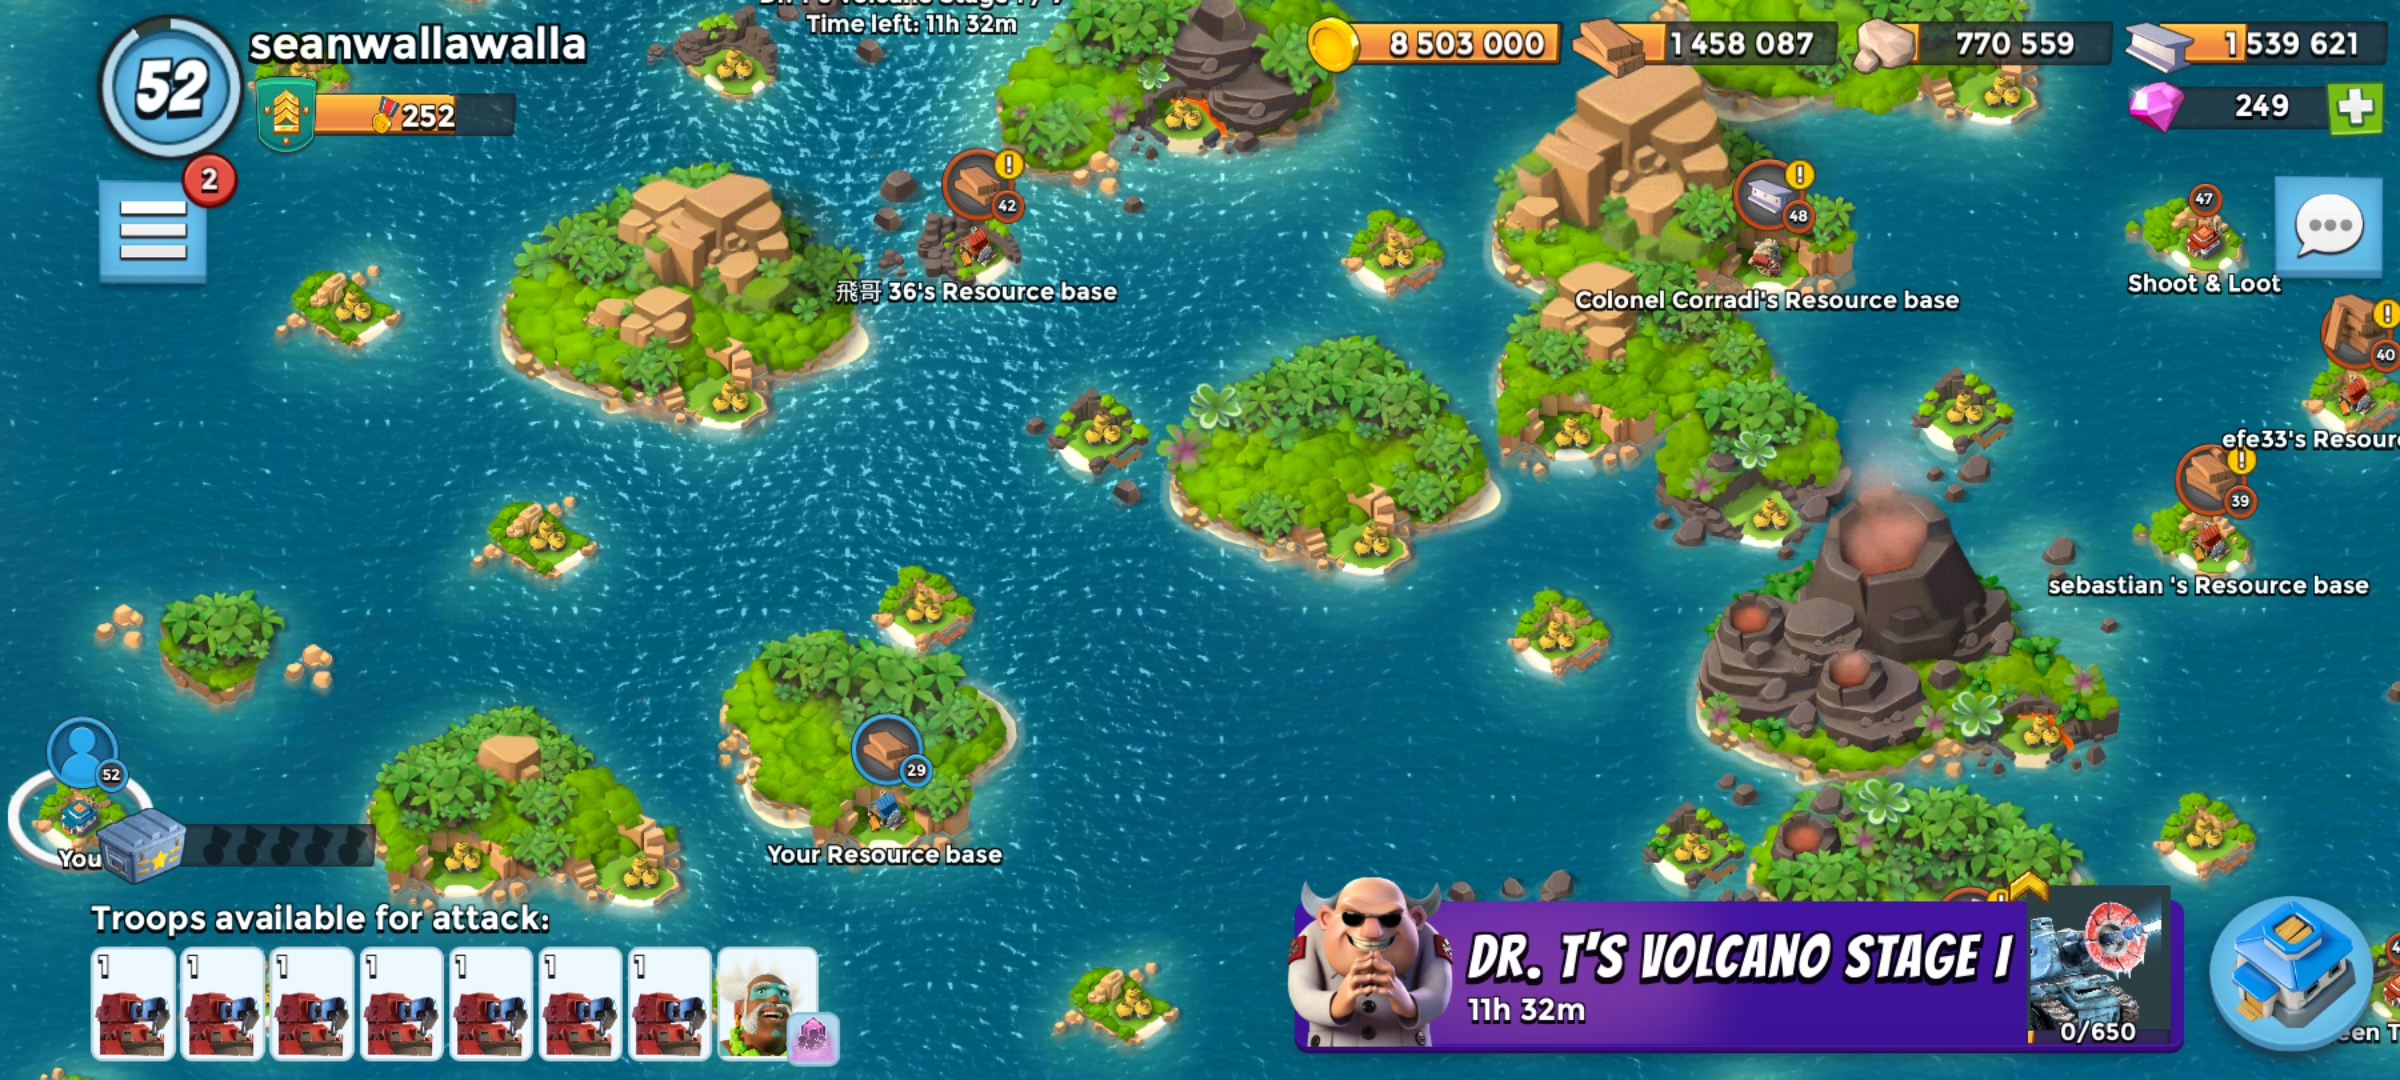 Time left: 11h 32m
52
seanwallawalla
252
8 503 000
1 458 087
770 559
1 539 621
249
2
!
42
飛哥 36's Resource base
!
48
Colonel Corradi's Resource base
47
Shoot & Loot
!
40
efe33's
!
39
sebastian 's Resource base
52
You
29
Your Resource base
Troops available for attack:
1 1 1 1 1 1 1
DR. T'S VOLCANO STAGE I
11h 32m
0/650